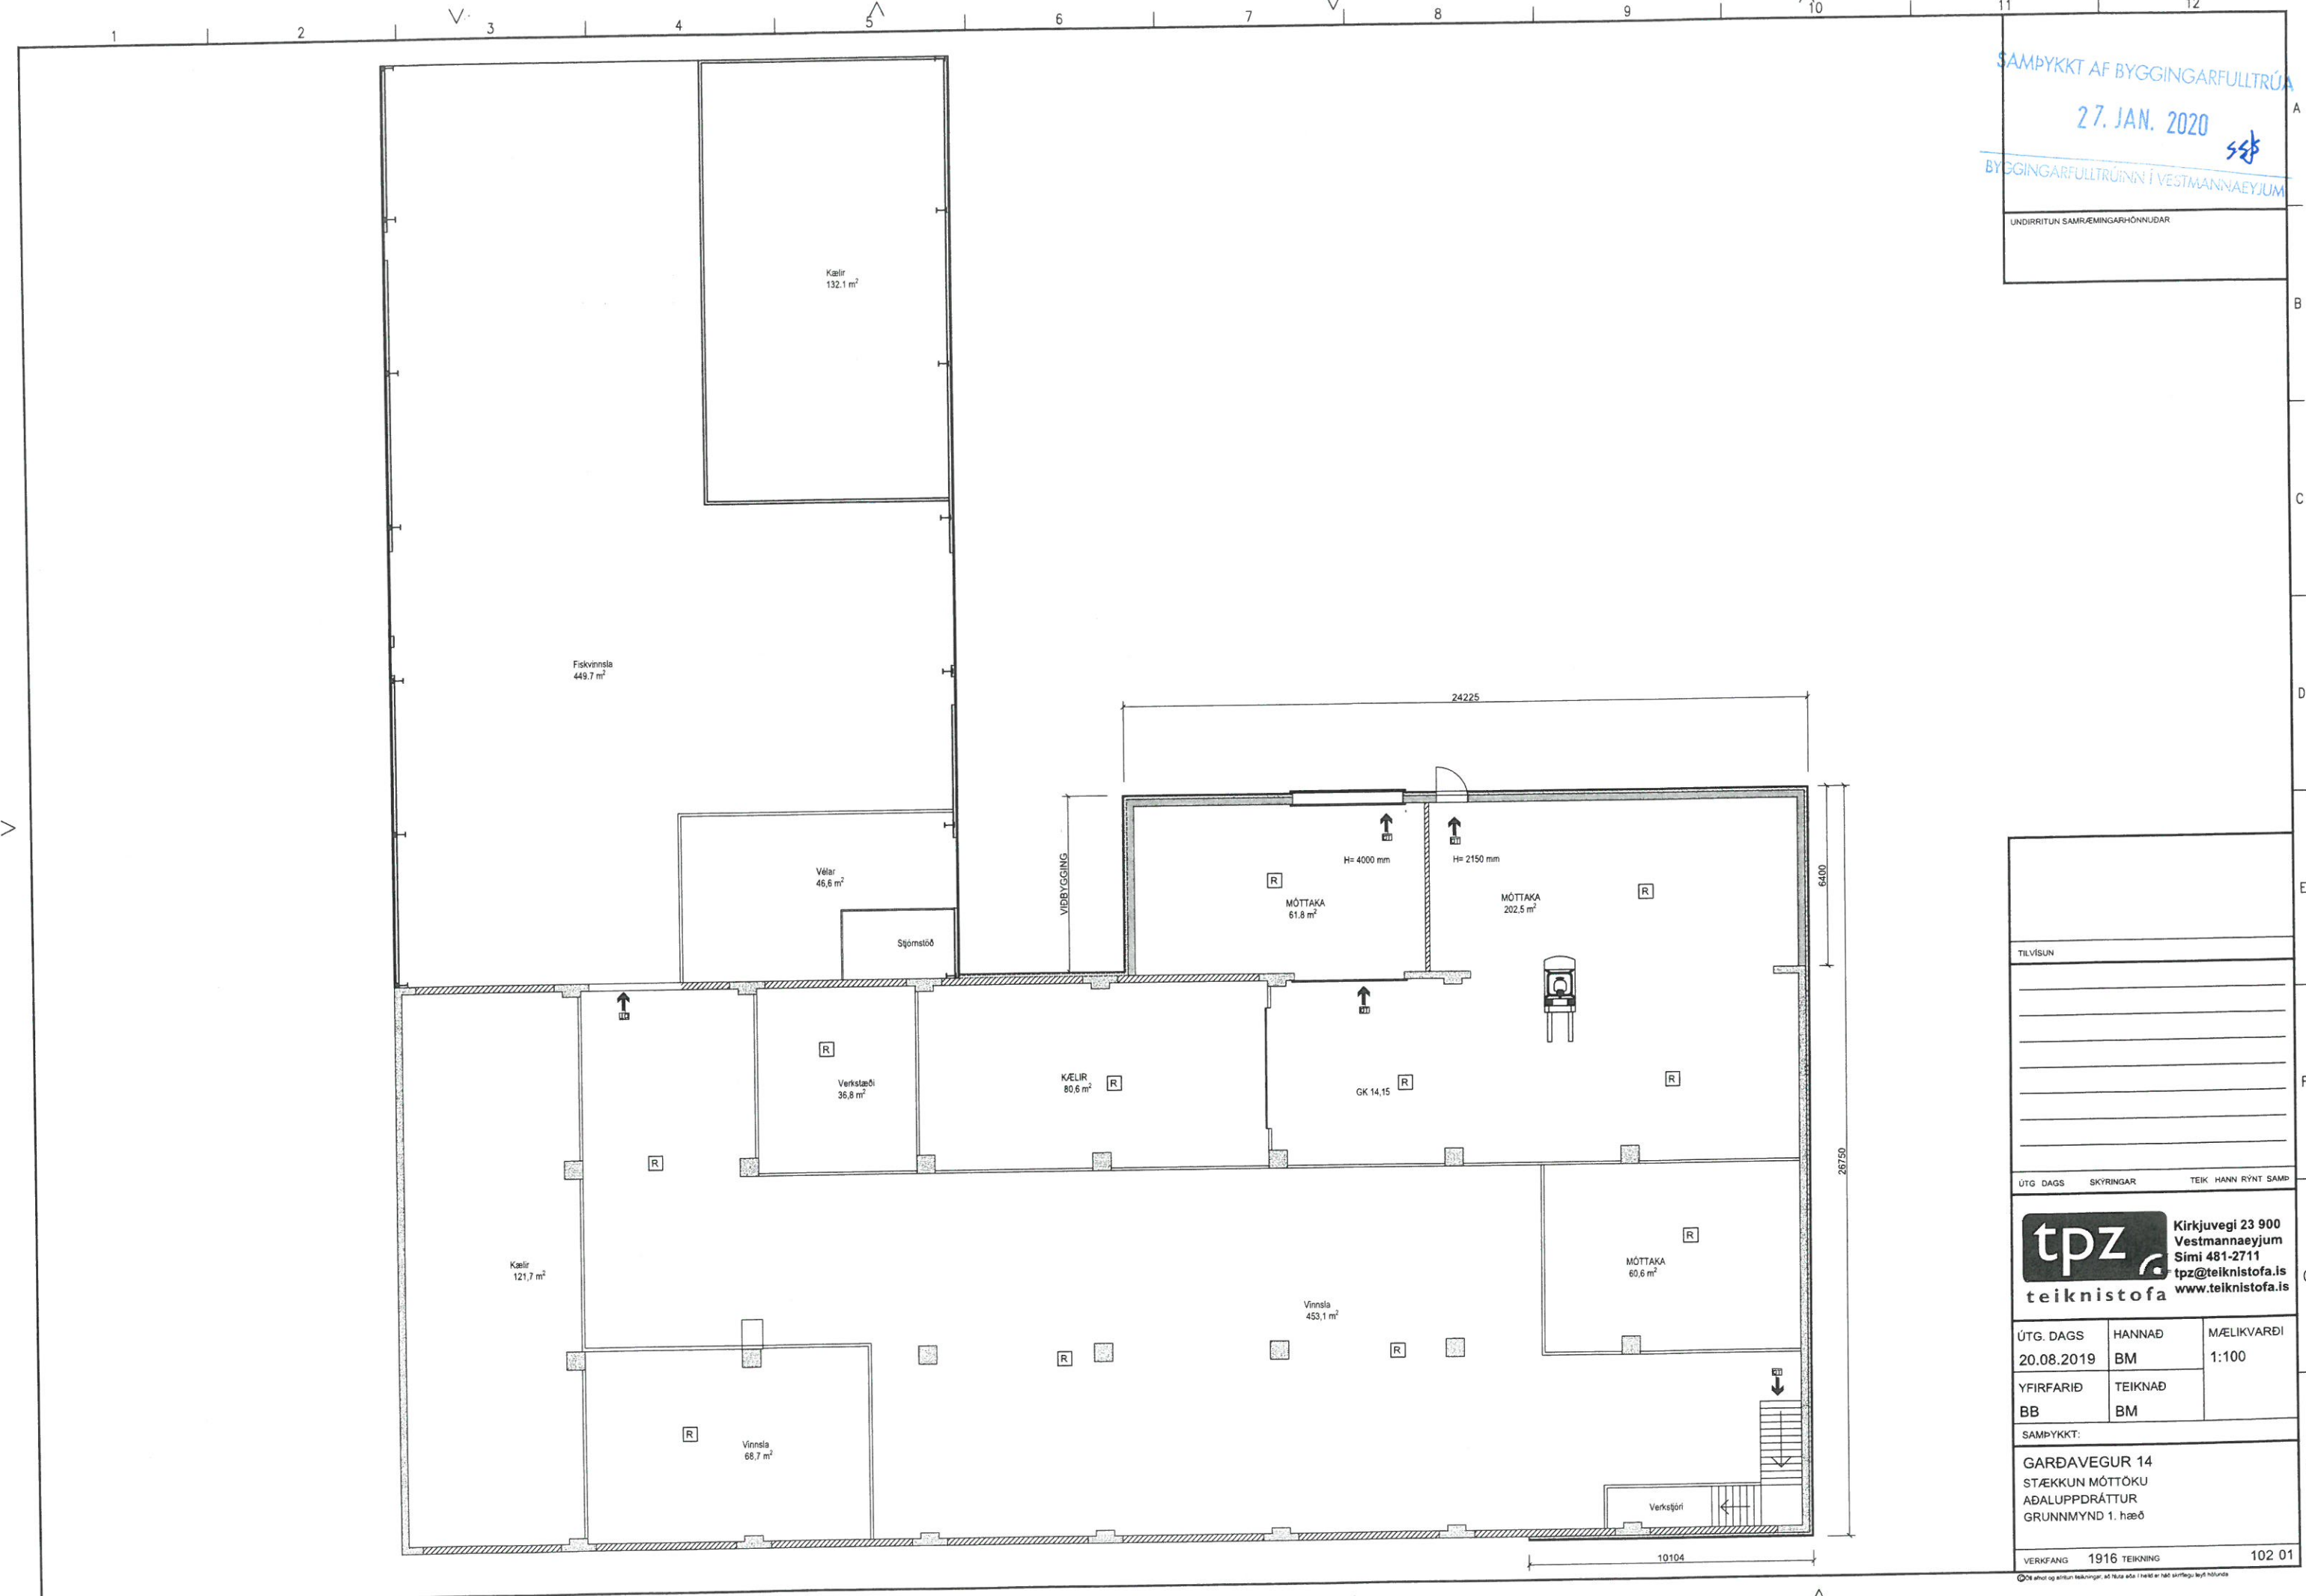 1 2 3 4 5 6 7 8 9 10 11 12
SAMÞYKKT AF BYGGINGARFULLTRÚA
27. JAN. 2020
BYGGINGARFULLTRÚINN Í VESTMANNAEYJUM
UNDIRRITUN SAMRÆMINGARHÖNNUÐAR
A
B
C
D
E
F
Kælir
132.1 m²
Fiskvinnsla
449.7 m²
24225
Vélar
46,6 m²
Stjórnstöð
VIÐBYGGING
H= 4000 mm
H= 2150 mm
R
MÓTTAKA
61.8 m²
MÓTTAKA
202,5 m²
R
6400
R
Verkstæði
36,8 m²
KÆLIR
80,6 m²
R
GK 14,15
R
R
R
26750
Kælir
121,7 m²
R
MÓTTAKA
60,6 m²
Vinnsla
453,1 m²
R
R
R
Vinnsla
68,7 m²
Verkstjóri
10104
TILVÍSUN
ÚTG DAGS SKÝRINGAR TEIK HANN RÝNT SAMÞ
tpz
teiknistofa
Kirkjuvegi 23 900
Vestmannaeyjum
Sími 481-2711
tpz@teiknistofa.is
www.teiknistofa.is
ÚTG. DAGS HANNAÐ MÆLIKVARÐI
20.08.2019 BM 1:100
YFIRFARIÐ TEIKNAÐ
BB BM
SAMÞYKKT:
GARÐAVEGUR 14
STÆKKUN MÓTTÖKU
AÐALUPPDRÁTTUR
GRUNNMYND 1. hæð
VERKFANG 1916 TEIKNING 102 01